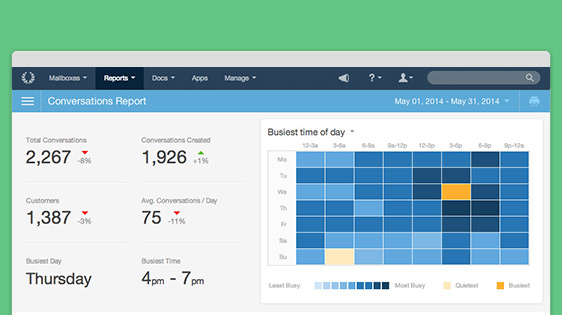 Mailboxes Reports Docs Apps Manage ?
Conversations Report May 01, 2014 - May 31, 2014
Total Conversations Conversations Created
2,267 -8% 1,926 +1%
Customers Avg. Conversations / Day
1,387 -3% 75 -11%
Busiest Day Busiest Time
Thursday 4pm - 7pm
Busiest time of day
12-3a 3-6a 6-9a 9a-12p 12-3p 3-6p 6-9p 9p-12a
Mo
Tu
We
Th
Fr
Sa
Su
Least Busy Most Busy Quietest Busiest